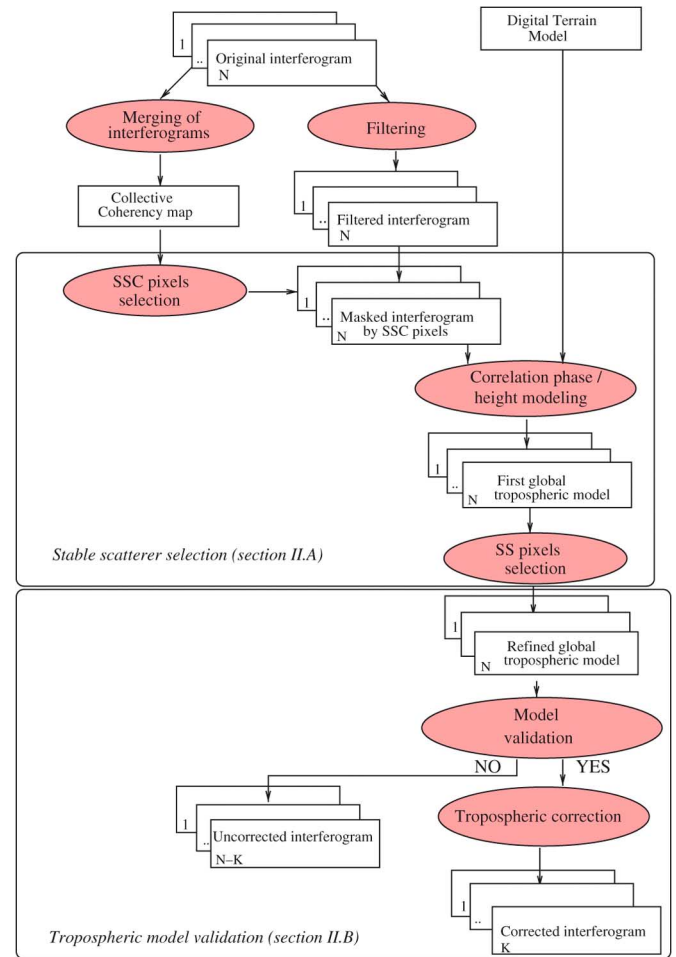 1
..
Original interferogram
N
Digital Terrain
Model
Merging of
interferograms
Filtering
Collective
Coherency map
1
..
Filtered interferogram
N
SSC pixels
selection
1
..
Masked interferogram
by SSC pixels
N
Correlation phase /
height modeling
1
..
First global
tropospheric model
N
SS pixels
selection
Stable scatterer selection (section II.A)
1
Refined global
tropospheric model
N
Model
validation
NO
YES
1
..
Uncorrected interferogram
N–K
Tropospheric correction
1
..
Corrected interferogram
K
Tropospheric model validation (section II.B)